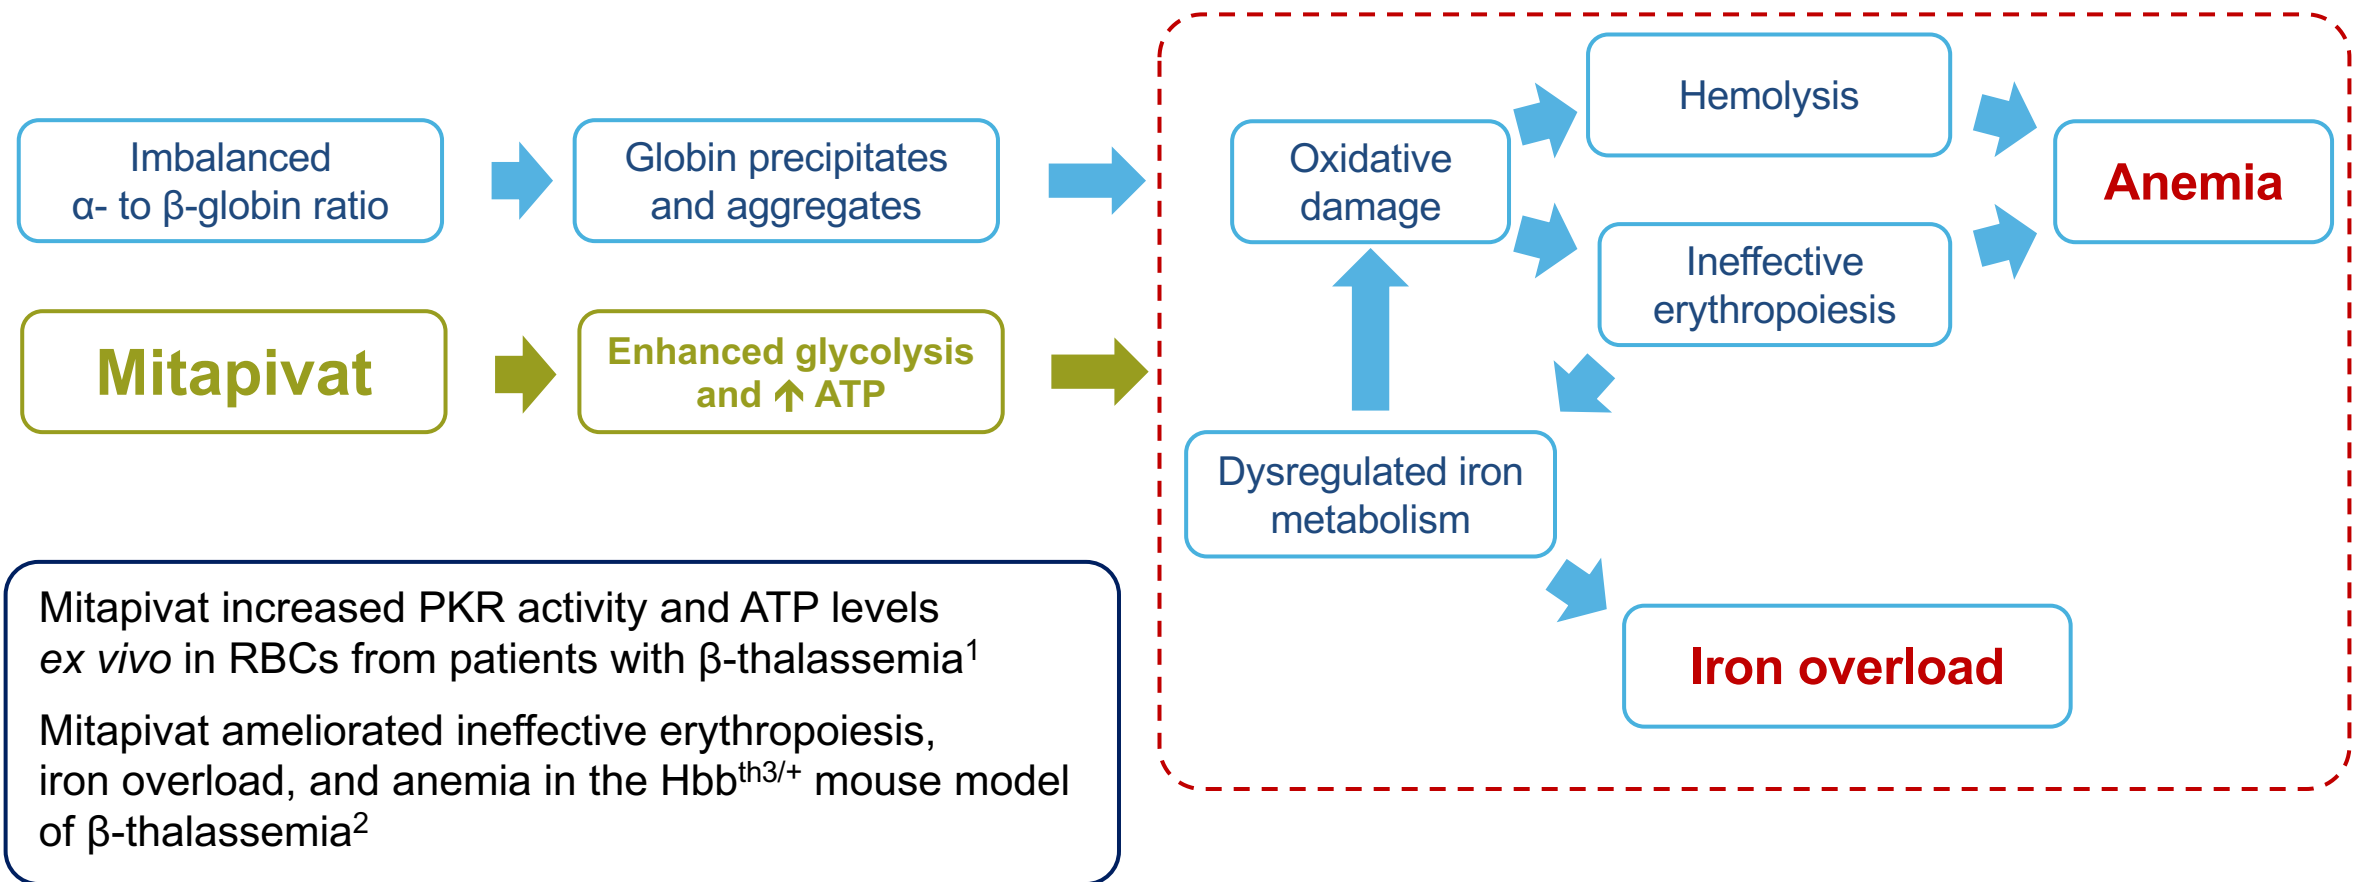 Imbalanced
α- to β-globin ratio
Globin precipitates
and aggregates
Mitapivat
Enhanced glycolysis
and ↑ ATP
Oxidative
damage
Hemolysis
Ineffective
erythropoiesis
Anemia
Dysregulated iron
metabolism
Iron overload
Mitapivat increased PKR activity and ATP levels
ex vivo in RBCs from patients with β-thalassemia¹
Mitapivat ameliorated ineffective erythropoiesis,
iron overload, and anemia in the Hbbth3/+ mouse model
of β-thalassemia²